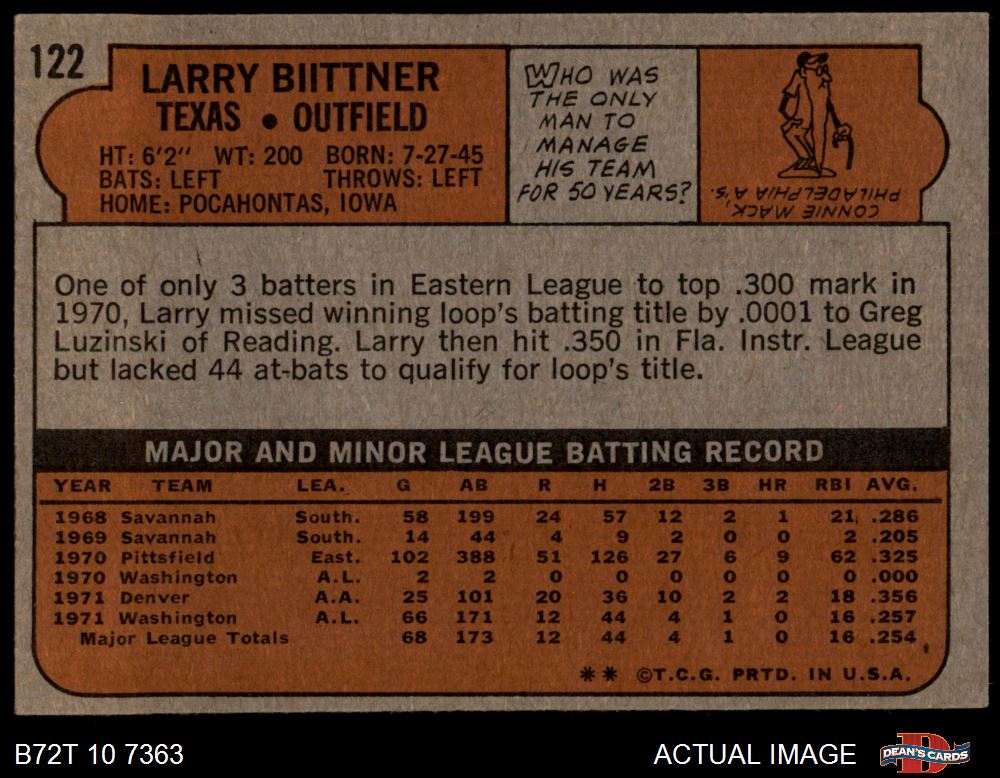 122
LARRY BIITTNER
TEXAS • OUTFIELD
HT: 6'2" WT: 200 BORN: 7-27-45
BATS: LEFT THROWS: LEFT
HOME: POCAHONTAS, IOWA
WHO WAS
THE ONLY
MAN TO
MANAGE
HIS TEAM
FOR 50 YEARS?
CONNIE MACK,
PHILADELPHIA A'S.
One of only 3 batters in Eastern League to top .300 mark in
1970, Larry missed winning loop's batting title by .0001 to Greg
Luzinski of Reading. Larry then hit .350 in Fla. Instr. League
but lacked 44 at-bats to qualify for loop's title.
MAJOR AND MINOR LEAGUE BATTING RECORD
YEAR TEAM LEA. G AB R H 2B 3B HR RBI AVG.
1968 Savannah South. 58 199 24 57 12 2 1 21 .286
1969 Savannah South. 14 44 4 9 2 0 0 2 .205
1970 Pittsfield East. 102 388 51 126 27 6 9 62 .325
1970 Washington A.L. 2 2 0 0 0 0 0 0 .000
1971 Denver A.A. 25 101 20 36 10 2 2 18 .356
1971 Washington A.L. 66 171 12 44 4 1 0 16 .257
Major League Totals 68 173 12 44 4 1 0 16 .254
** ©T.C.G. PRTD. IN U.S.A.
B72T 10 7363
ACTUAL IMAGE
DEAN'S CARDS